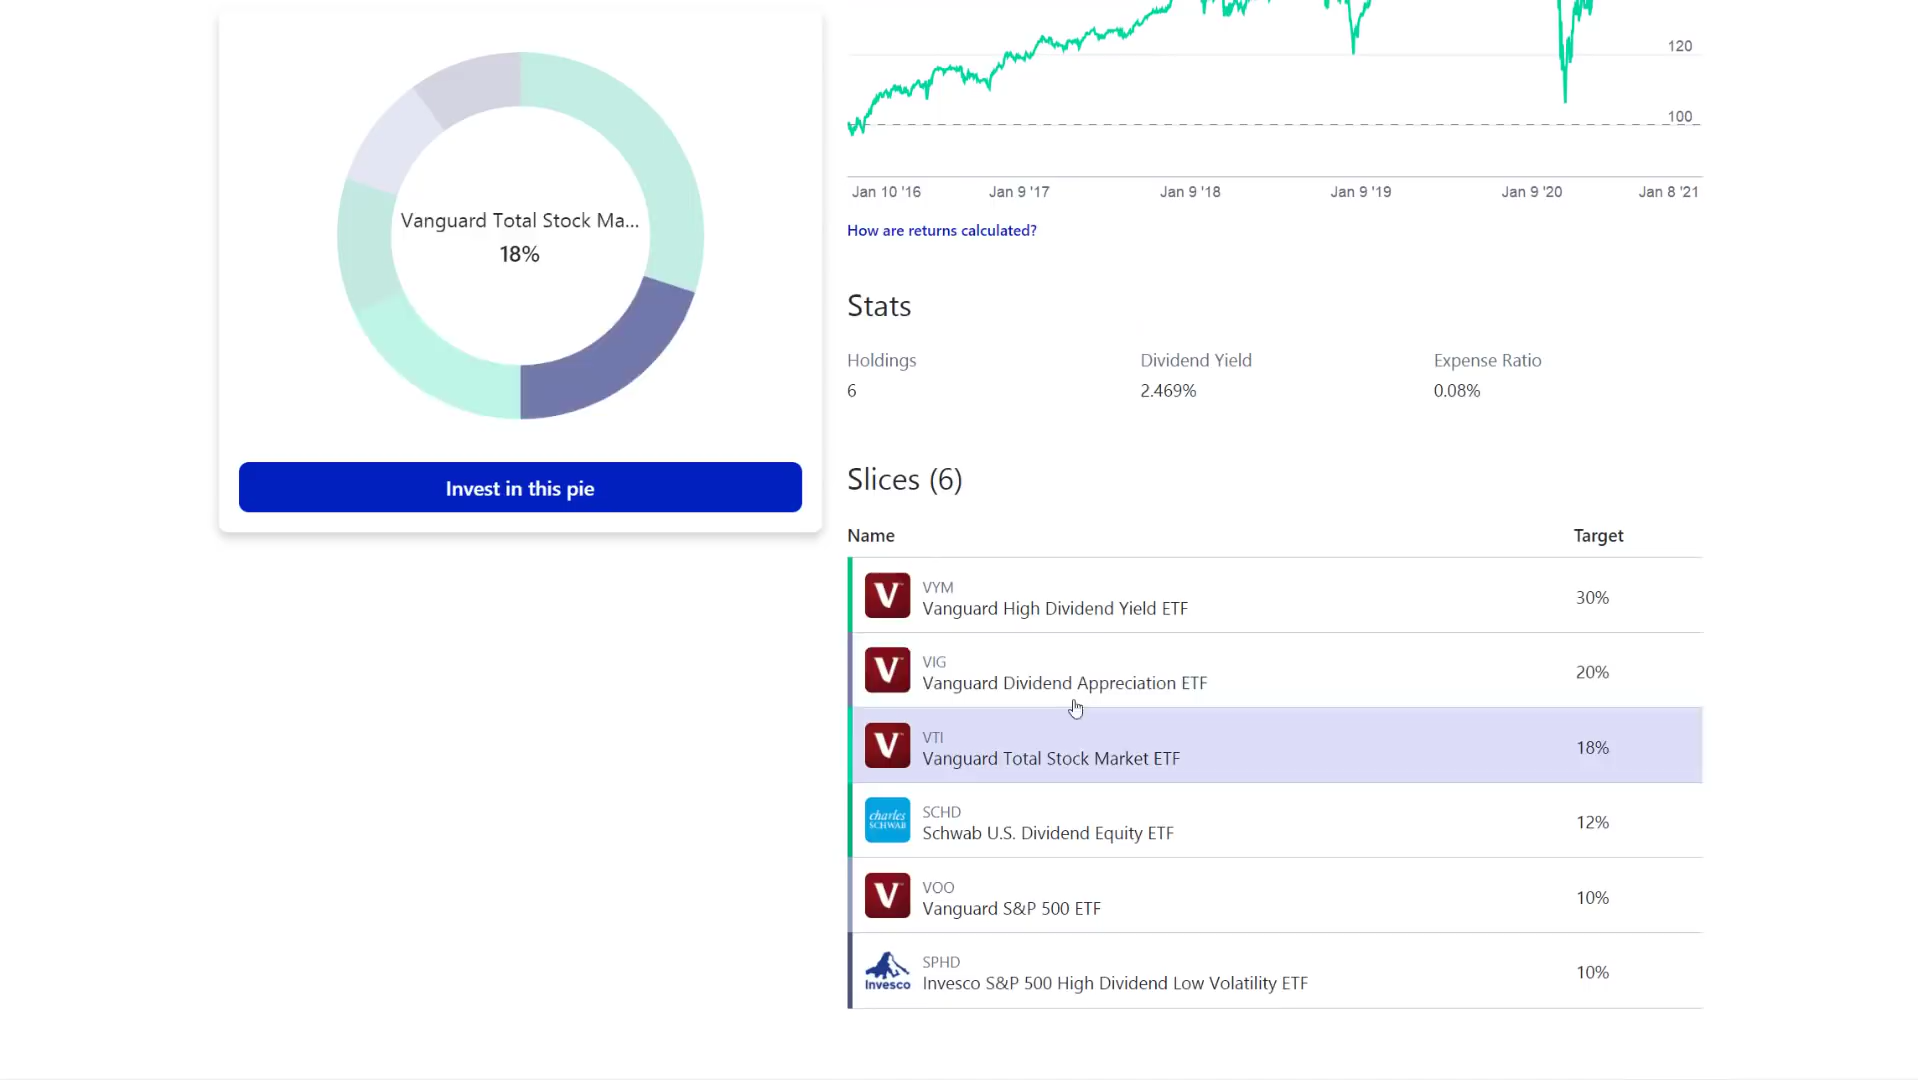 Vanguard Total Stock Ma...
18%
Invest in this pie
120
100
Jan 10 '16 Jan 9 '17 Jan 9 '18 Jan 9 '19 Jan 9 '20 Jan 8 '21
How are returns calculated?
Stats
Holdings Dividend Yield Expense Ratio
6 2.469% 0.08%
Slices (6)
Name Target
V VYM
Vanguard High Dividend Yield ETF 30%
V VIG
Vanguard Dividend Appreciation ETF 20%
V VTI
Vanguard Total Stock Market ETF 18%
charles SCHWAB SCHD
Schwab U.S. Dividend Equity ETF 12%
V VOO
Vanguard S&P 500 ETF 10%
Invesco SPHD
Invesco S&P 500 High Dividend Low Volatility ETF 10%